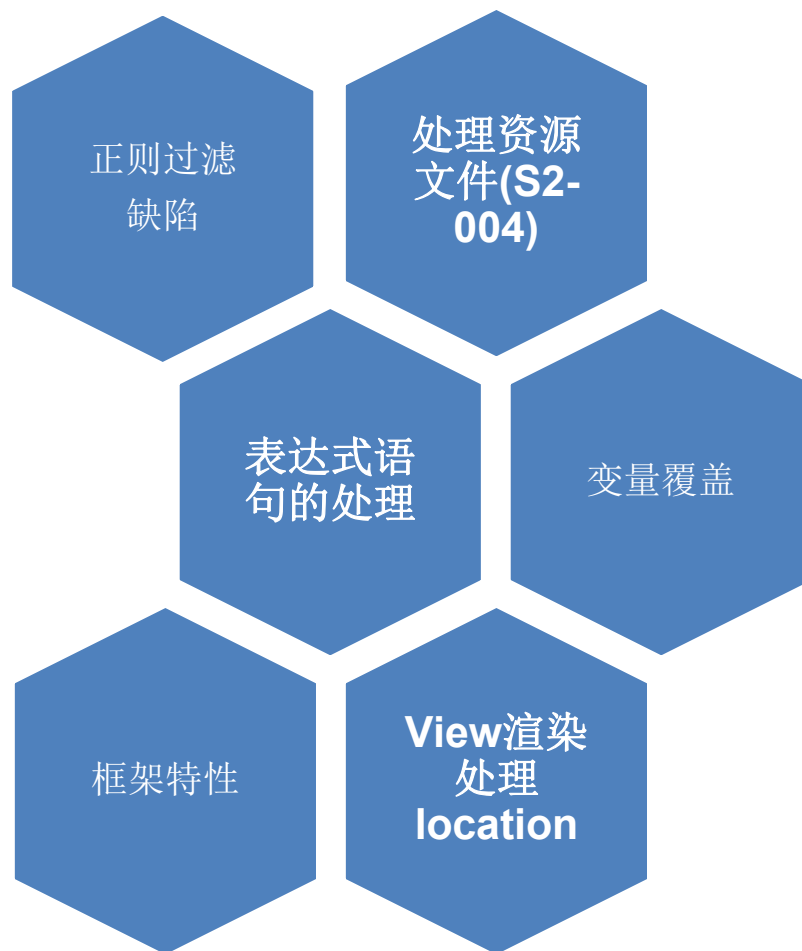 正则过滤
缺陷
处理资源
文件(S2-
004)
表达式语
句的处理
变量覆盖
框架特性
View渲染
处理
location